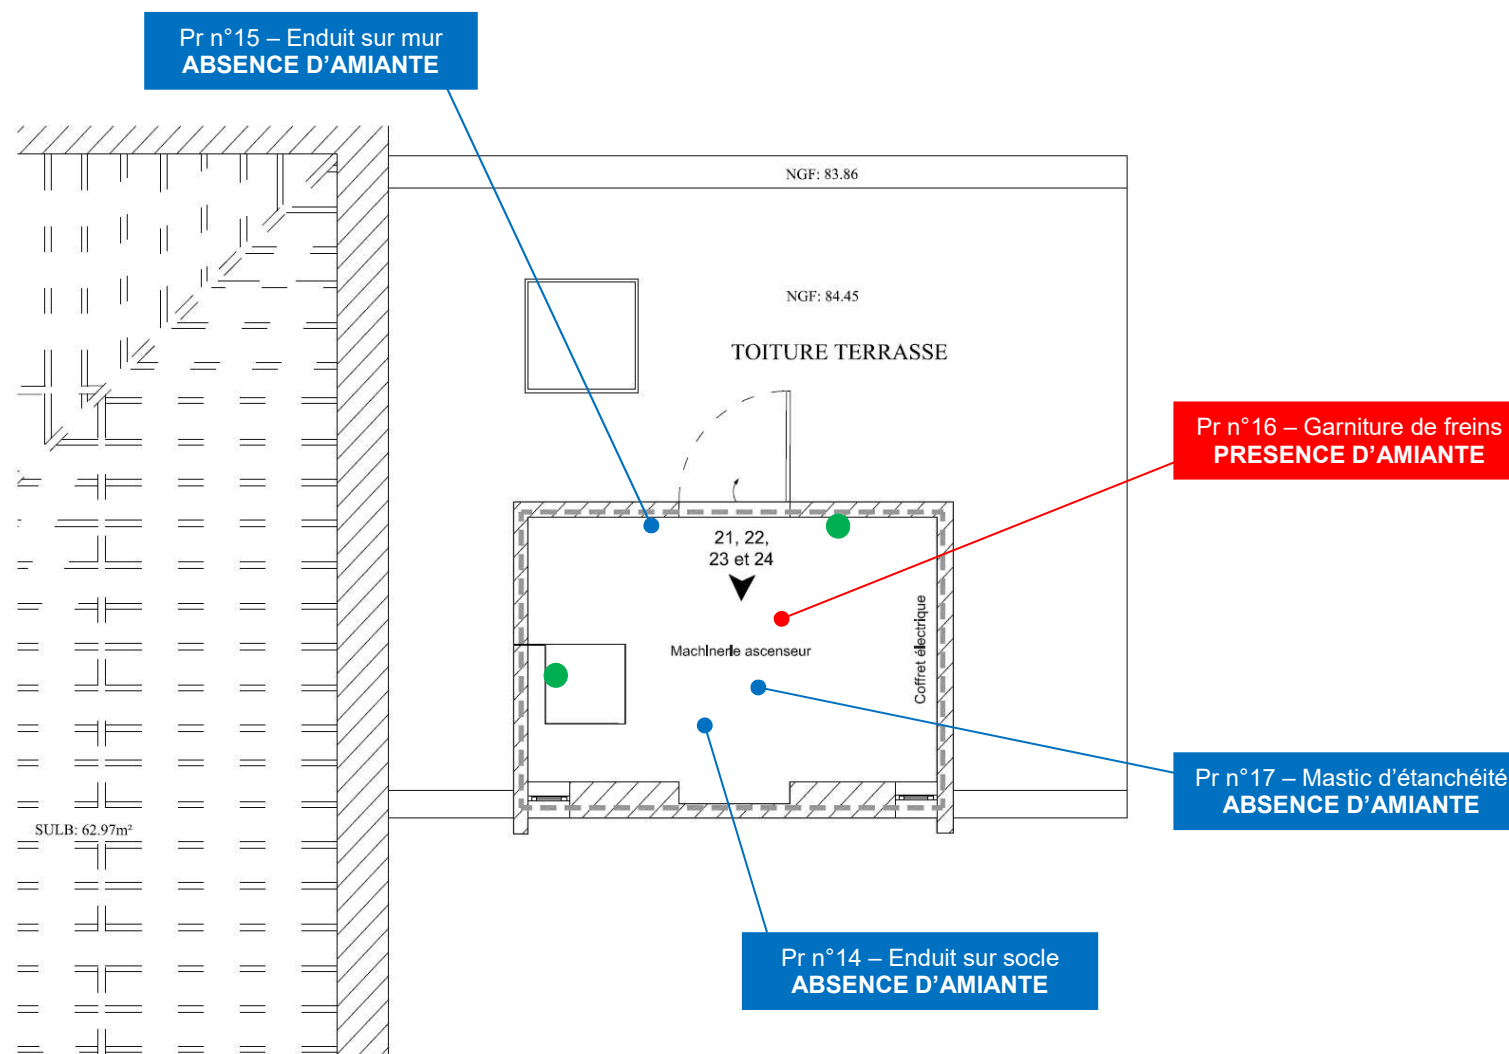 Pr n°15 – Enduit sur mur
ABSENCE D’AMIANTE
NGF: 83.86
NGF: 84.45
TOITURE TERRASSE
Pr n°16 – Garniture de freins
PRESENCE D’AMIANTE
21, 22,
23 et 24
Machinerie ascenseur
Coffret électrique
Pr n°17 – Mastic d’étanchéité
ABSENCE D’AMIANTE
SULB: 62.97m²
Pr n°14 – Enduit sur socle
ABSENCE D’AMIANTE